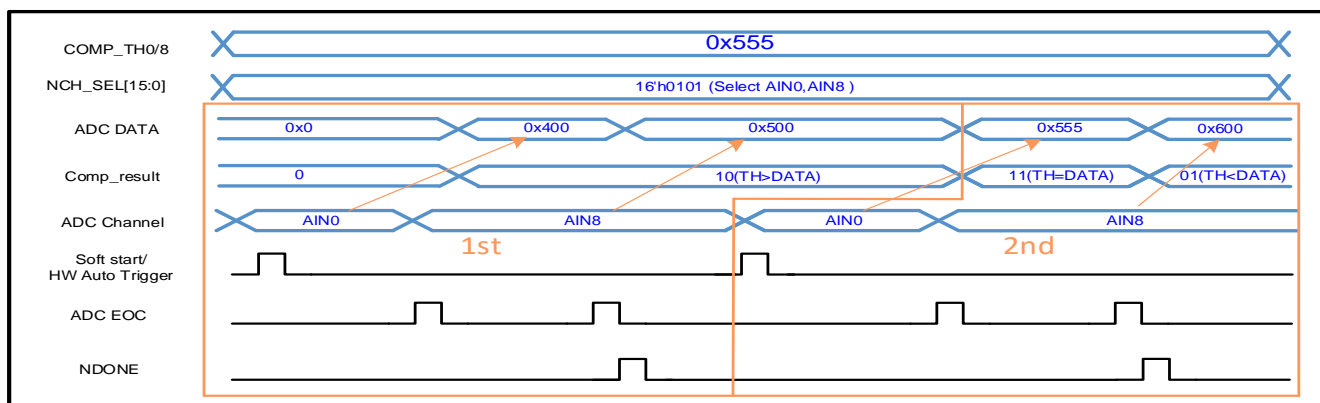 COMP_TH0/8 0x555
NCH_SEL[15:0] 16'h0101 (Select AIN0,AIN8 )
ADC DATA 0x0 0x400 0x500 0x555 0x600
Comp_result 0 10(TH>DATA) 11(TH=DATA) 01(TH<DATA)
ADC Channel AIN0 AIN8 AIN0 AIN8
1st 2nd
Soft start/
HW Auto Trigger
ADC EOC
NDONE